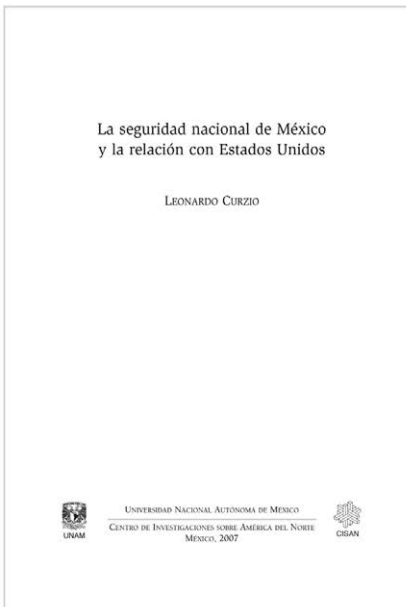 La seguridad nacional de México
y la relación con Estados Unidos
LEONARDO CURZIO
UNIVERSIDAD NACIONAL AUTÓNOMA DE MÉXICO
CENTRO DE INVESTIGACIONES SOBRE AMÉRICA DEL NORTE
MÉXICO, 2007
UNAM
CISAN